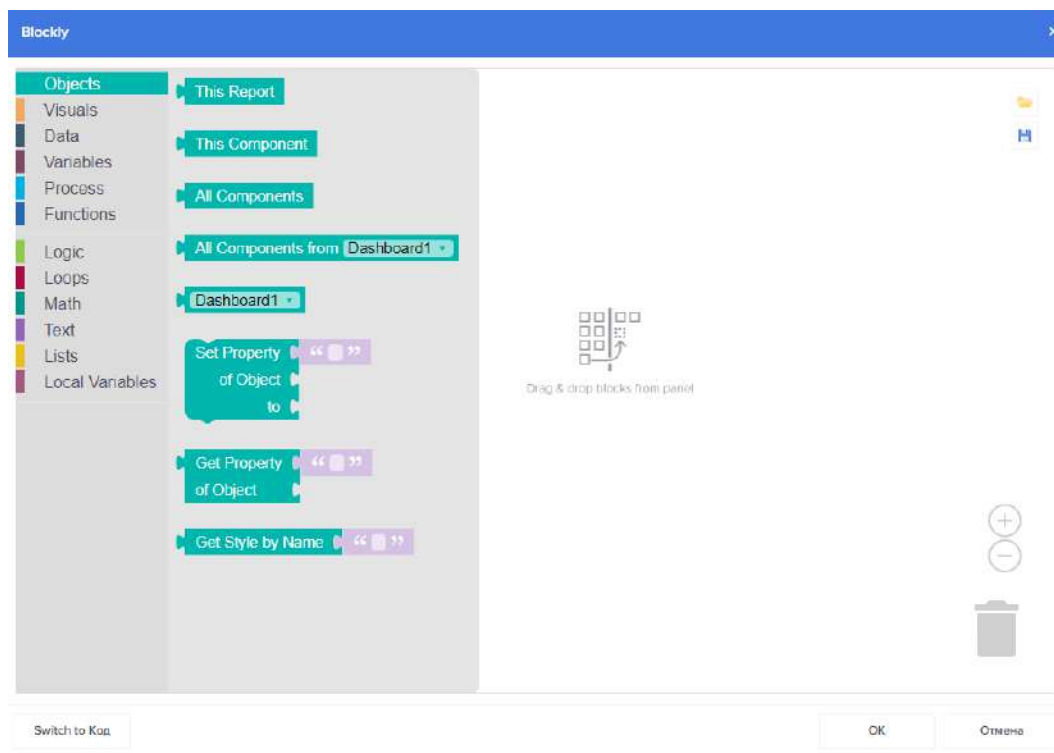 Blockly
Objects
Visuals
Data
Variables
Process
Functions
Logic
Loops
Math
Text
Lists
Local Variables
This Report
This Component
All Components
All Components from Dashboard1
Dashboard1
Set Property “ ”
of Object
to
Get Property “ ”
of Object
Get Style by Name “ ”
Drag & drop blocks from panel
Switch to Код
OK
Отмена